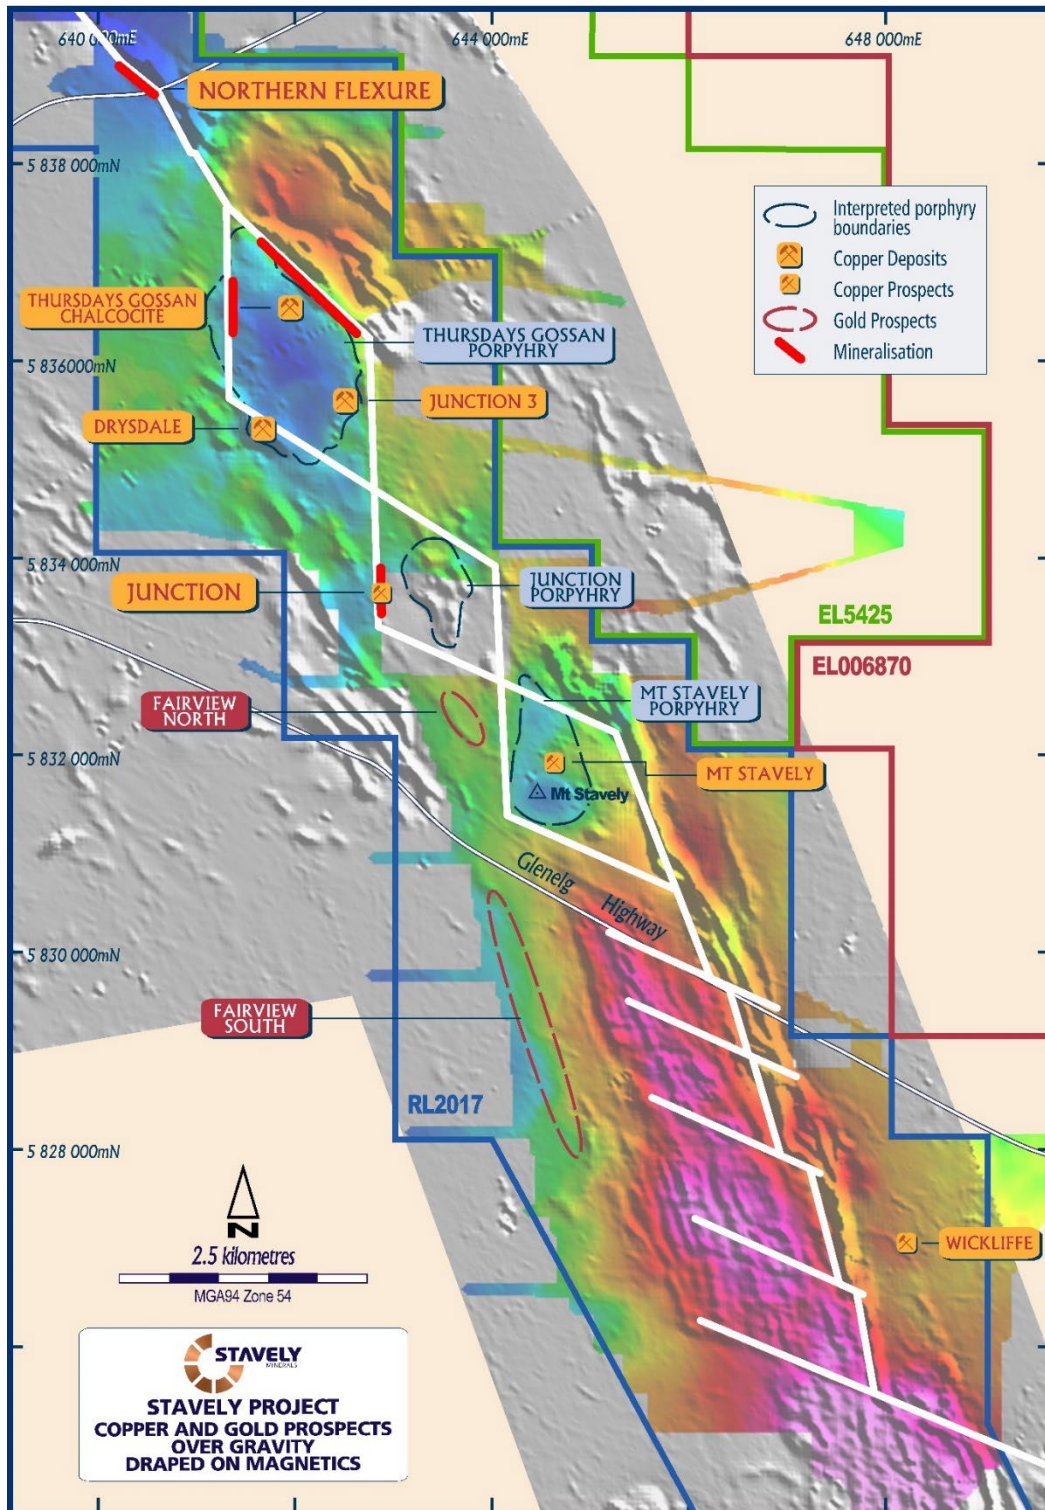 640 000mE
644 000mE
648 000mE
NORTHERN FLEXURE
5 838 000mN
Interpreted porphyry
boundaries
Copper Deposits
Copper Prospects
Gold Prospects
Mineralisation
THURSDAYS GOSSAN
CHALCOCITE
THURSDAYS GOSSAN
PORPYHRY
5 836000mN
JUNCTION 3
DRYSDALE
5 834 000mN
JUNCTION
JUNCTION
PORPYHRY
EL5425
EL006870
FAIRVIEW
NORTH
MT STAVELY
PORPYHRY
5 832 000mN
MT STAVELY
Mt Stavely
Glenelg
Highway
5 830 000mN
FAIRVIEW
SOUTH
RL2017
5 828 000mN
N
WICKLIFFE
2.5 kilometres
MGA94 Zone 54
STAVELY
MINERALS
STAVELY PROJECT
COPPER AND GOLD PROSPECTS
OVER GRAVITY
DRAPED ON MAGNETICS